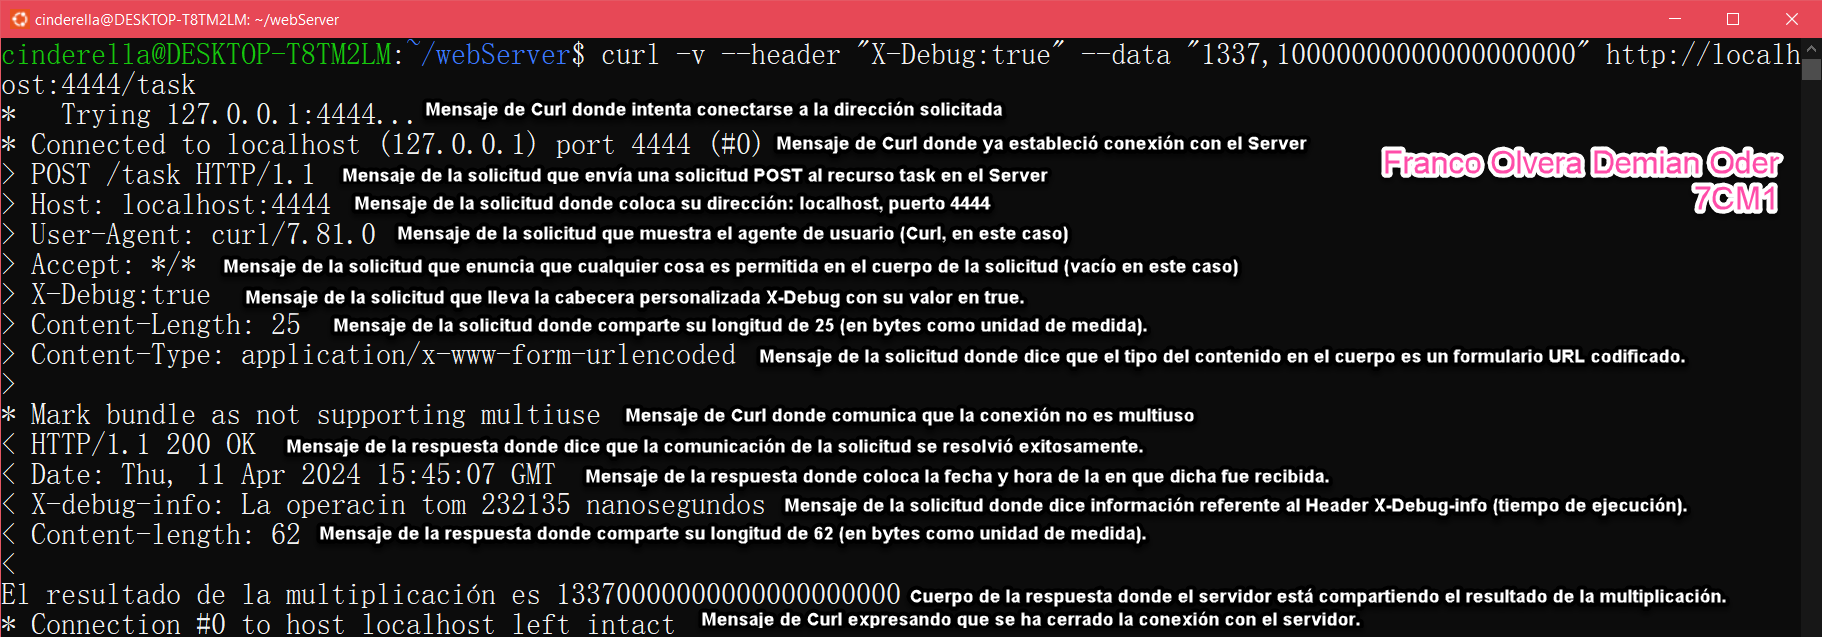 cinderella@DESKTOP-T8TM2LM: ~/webServer
cinderella@DESKTOP-T8TM2LM:~/webServer$ curl -v --header "X-Debug:true" --data "1337,10000000000000000000" http://localh
ost:4444/task
*   Trying 127.0.0.1:4444... Mensaje de Curl donde intenta conectarse a la dirección solicitada
* Connected to localhost (127.0.0.1) port 4444 (#0) Mensaje de Curl donde ya estableció conexión con el Server
Franco Olvera Demian Oder
7CM1
> POST /task HTTP/1.1 Mensaje de la solicitud que envía una solicitud POST al recurso task en el Server
> Host: localhost:4444 Mensaje de la solicitud donde coloca su dirección: localhost, puerto 4444
> User-Agent: curl/7.81.0 Mensaje de la solicitud que muestra el agente de usuario (Curl, en este caso)
> Accept: */* Mensaje de la solicitud que enuncia que cualquier cosa es permitida en el cuerpo de la solicitud (vacío en este caso)
> X-Debug:true Mensaje de la solicitud que lleva la cabecera personalizada X-Debug con su valor en true.
> Content-Length: 25 Mensaje de la solicitud donde comparte su longitud de 25 (en bytes como unidad de medida).
> Content-Type: application/x-www-form-urlencoded Mensaje de la solicitud donde dice que el tipo del contenido en el cuerpo es un formulario URL codificado.
>
* Mark bundle as not supporting multiuse Mensaje de Curl donde comunica que la conexión no es multiuso
< HTTP/1.1 200 OK Mensaje de la respuesta donde dice que la comunicación de la solicitud se resolvió exitosamente.
< Date: Thu, 11 Apr 2024 15:45:07 GMT Mensaje de la respuesta donde coloca la fecha y hora de la en que dicha fue recibida.
< X-debug-info: La operacin tom 232135 nanosegundos Mensaje de la solicitud donde dice información referente al Header X-Debug-info (tiempo de ejecución).
< Content-length: 62 Mensaje de la respuesta donde comparte su longitud de 62 (en bytes como unidad de medida).
<
El resultado de la multiplicación es 13370000000000000000000 Cuerpo de la respuesta donde el servidor está compartiendo el resultado de la multiplicación.
* Connection #0 to host localhost left intact Mensaje de Curl expresando que se ha cerrado la conexión con el servidor.